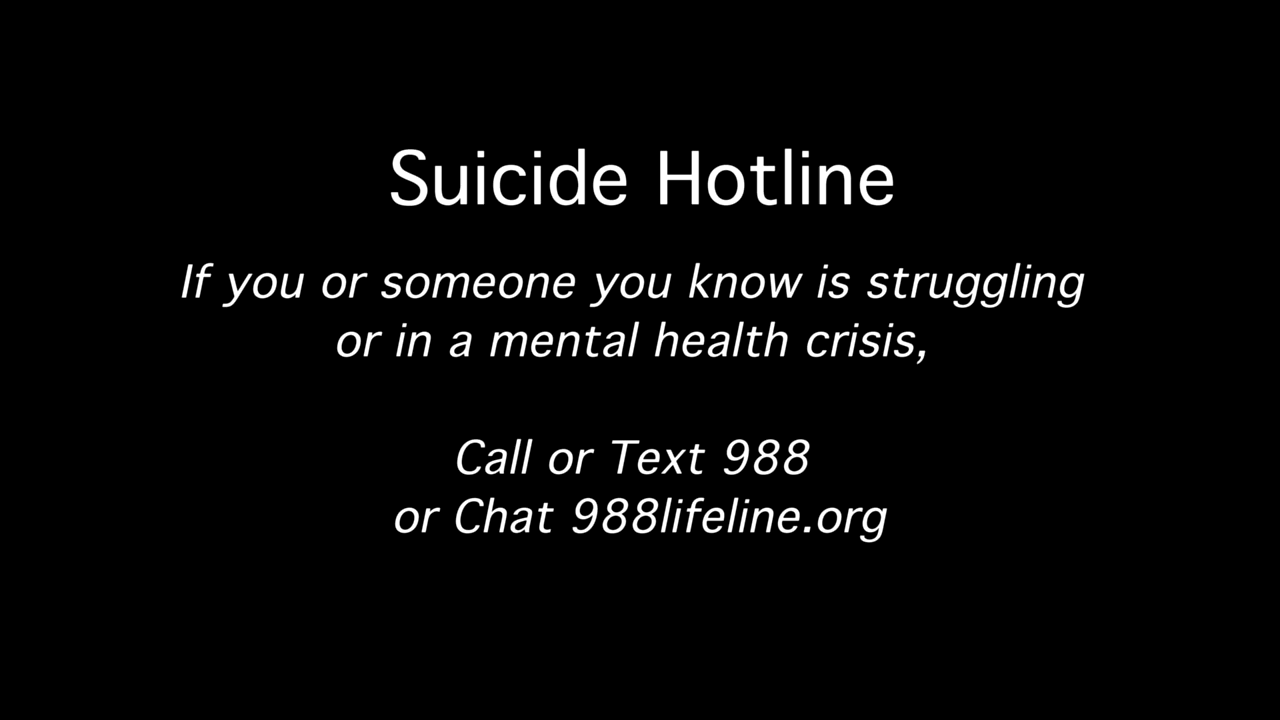 Suicide Hotline
If you or someone you know is struggling
or in a mental health crisis,
Call or Text 988
or Chat 988lifeline.org